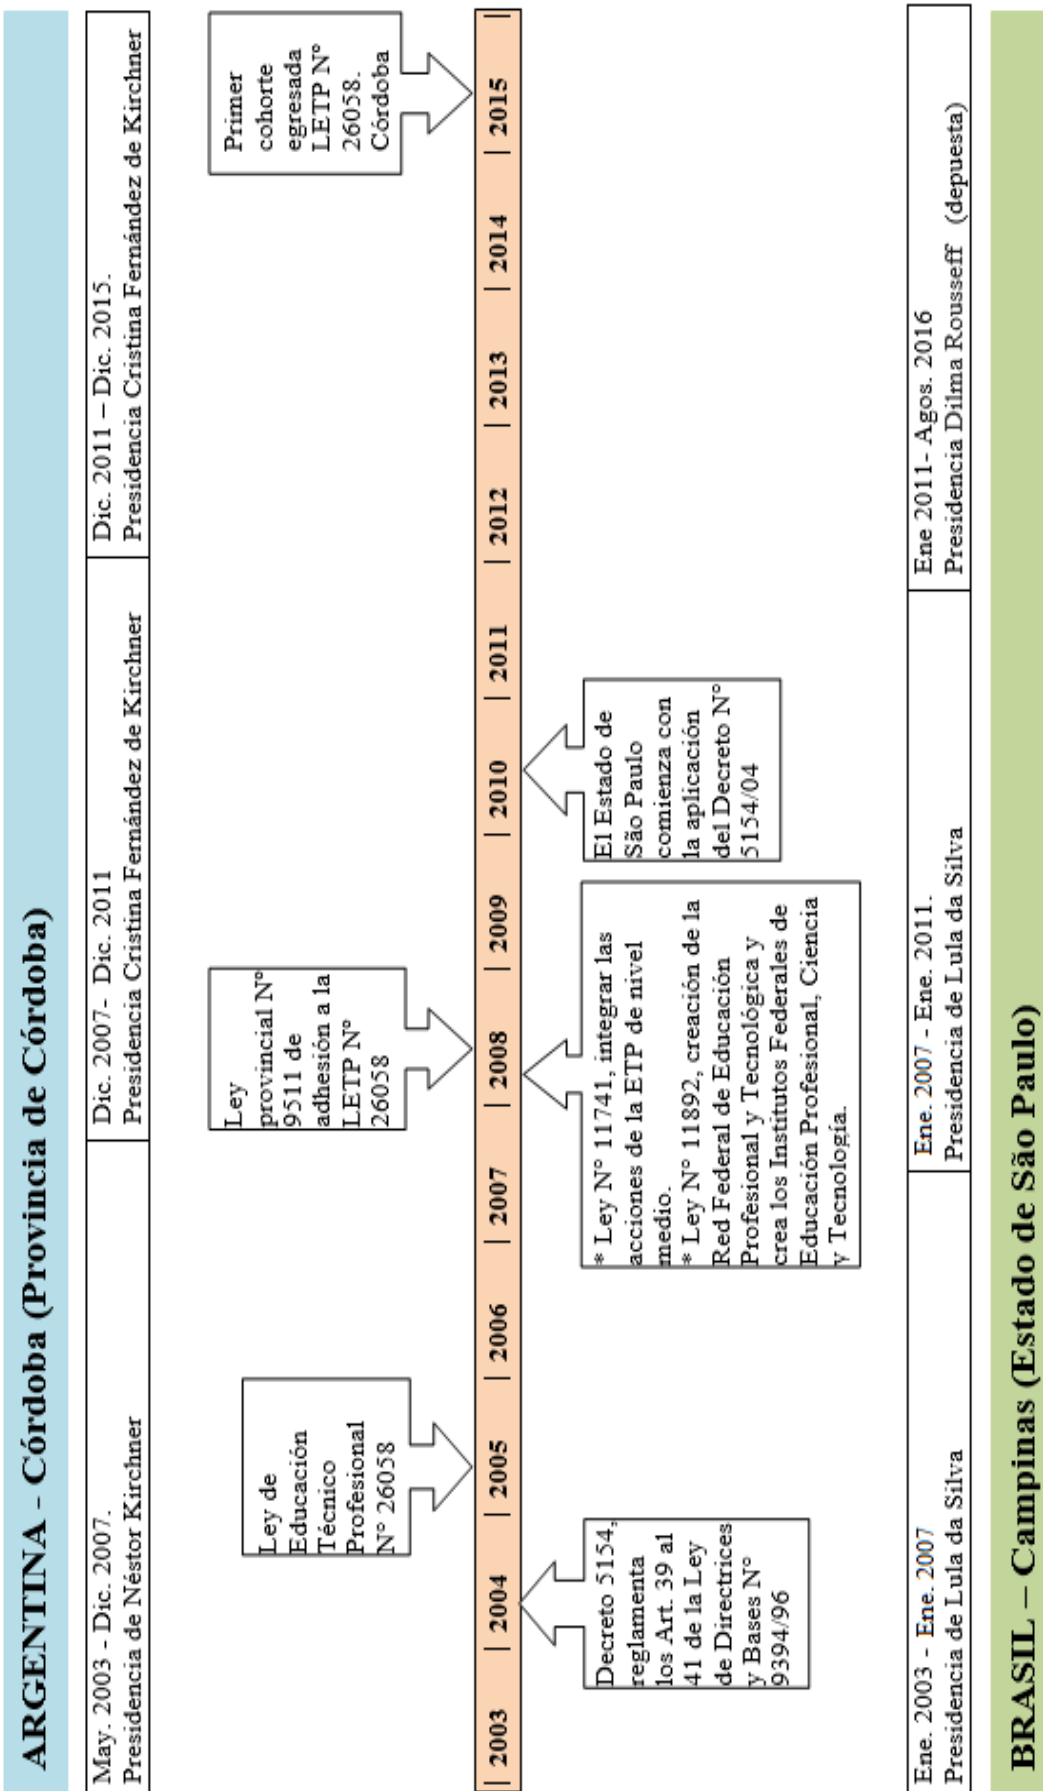 ARGENTINA - Córdoba (Provincia de Córdoba)
May. 2003 - Dic. 2007.
Presidencia de Néstor Kirchner
Dic. 2007- Dic. 2011
Presidencia Cristina Fernández de Kirchner
Dic. 2011 – Dic. 2015.
Presidencia Cristina Fernández de Kirchner
Ley de
Educación
Técnico
Profesional
N° 26058
Ley
provincial N°
9511 de
adhesión a la
LETP N°
26058
Primer
cohorte
egresada
LETP N°
26058.
Córdoba
| 2003 | 2004 | 2005 | 2006 | 2007 | 2008 | 2009 | 2010 | 2011 | 2012 | 2013 | 2014 | 2015 |
Decreto 5154,
reglamenta
los Art. 39 al
41 de la Ley
de Directrices
y Bases N°
9394/96
* Ley N° 11741, integrar las
acciones de la ETP de nivel
medio.
* Ley N° 11892, creación de la
Red Federal de Educación
Profesional y Tecnológica y
crea los Institutos Federales de
Educación Profesional, Ciencia
y Tecnología.
El Estado de
São Paulo
comienza con
la aplicación
del Decreto N°
5154/04
Ene. 2003 - Ene. 2007
Presidencia de Lula da Silva
Ene. 2007 - Ene. 2011.
Presidencia de Lula da Silva
Ene 2011- Agos. 2016
Presidencia Dilma Rousseff (depuesta)
BRASIL – Campinas (Estado de São Paulo)